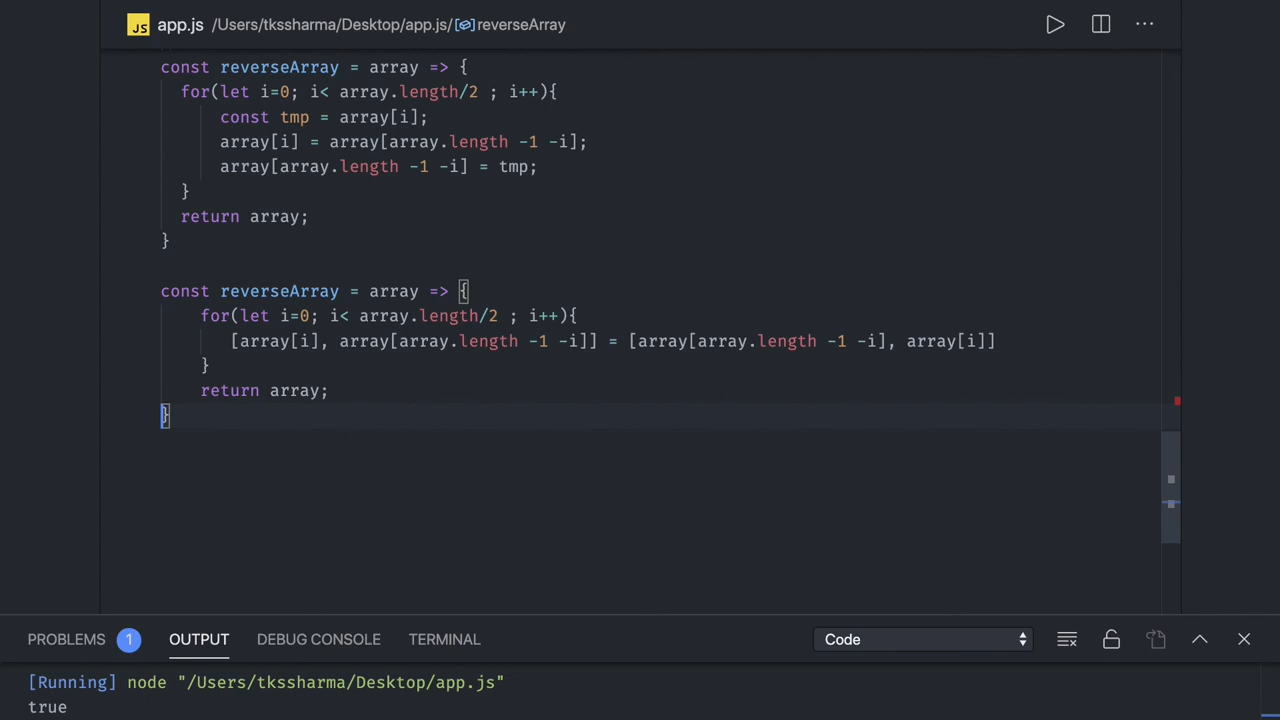 JS app.js /Users/tkssharma/Desktop/app.js/reverseArray
const reverseArray = array => {
for(let i=0; i< array.length/2 ; i++){
const tmp = array[i];
array[i] = array[array.length -1 -i];
array[array.length -1 -i] = tmp;
}
return array;
}
const reverseArray = array => {
for(let i=0; i< array.length/2 ; i++){
[array[i], array[array.length -1 -i]] = [array[array.length -1 -i], array[i]]
}
return array;
}
PROBLEMS 1 OUTPUT DEBUG CONSOLE TERMINAL Code
[Running] node "/Users/tkssharma/Desktop/app.js"
true